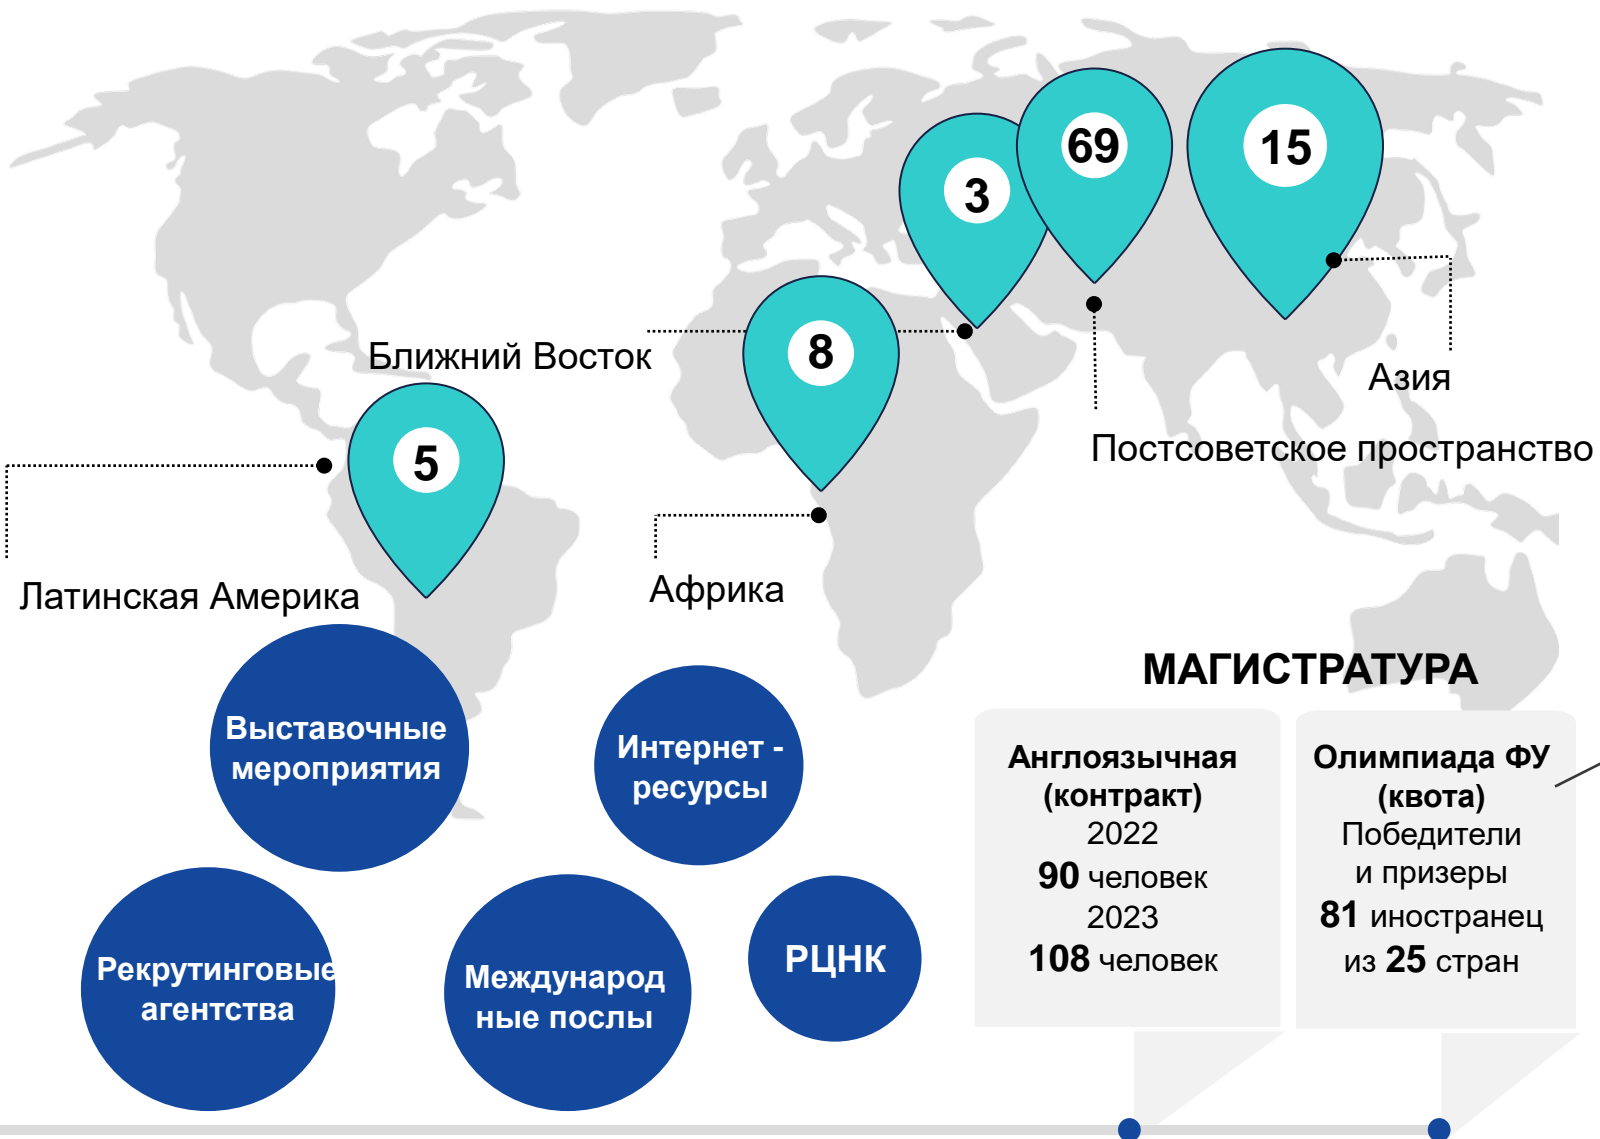 69
15
3
8
Ближний Восток
Азия
Постсоветское пространство
5
Латинская Америка
Африка
Выставочные
мероприятия
Интернет -
ресурсы
Рекрутинговые
агентства
Международ
ные послы
РЦНК
МАГИСТРАТУРА
Англоязычная
(контракт)
2022
90 человек
2023
108 человек
Олимпиада ФУ
(квота)
Победители
и призеры
81 иностранец
из 25 стран